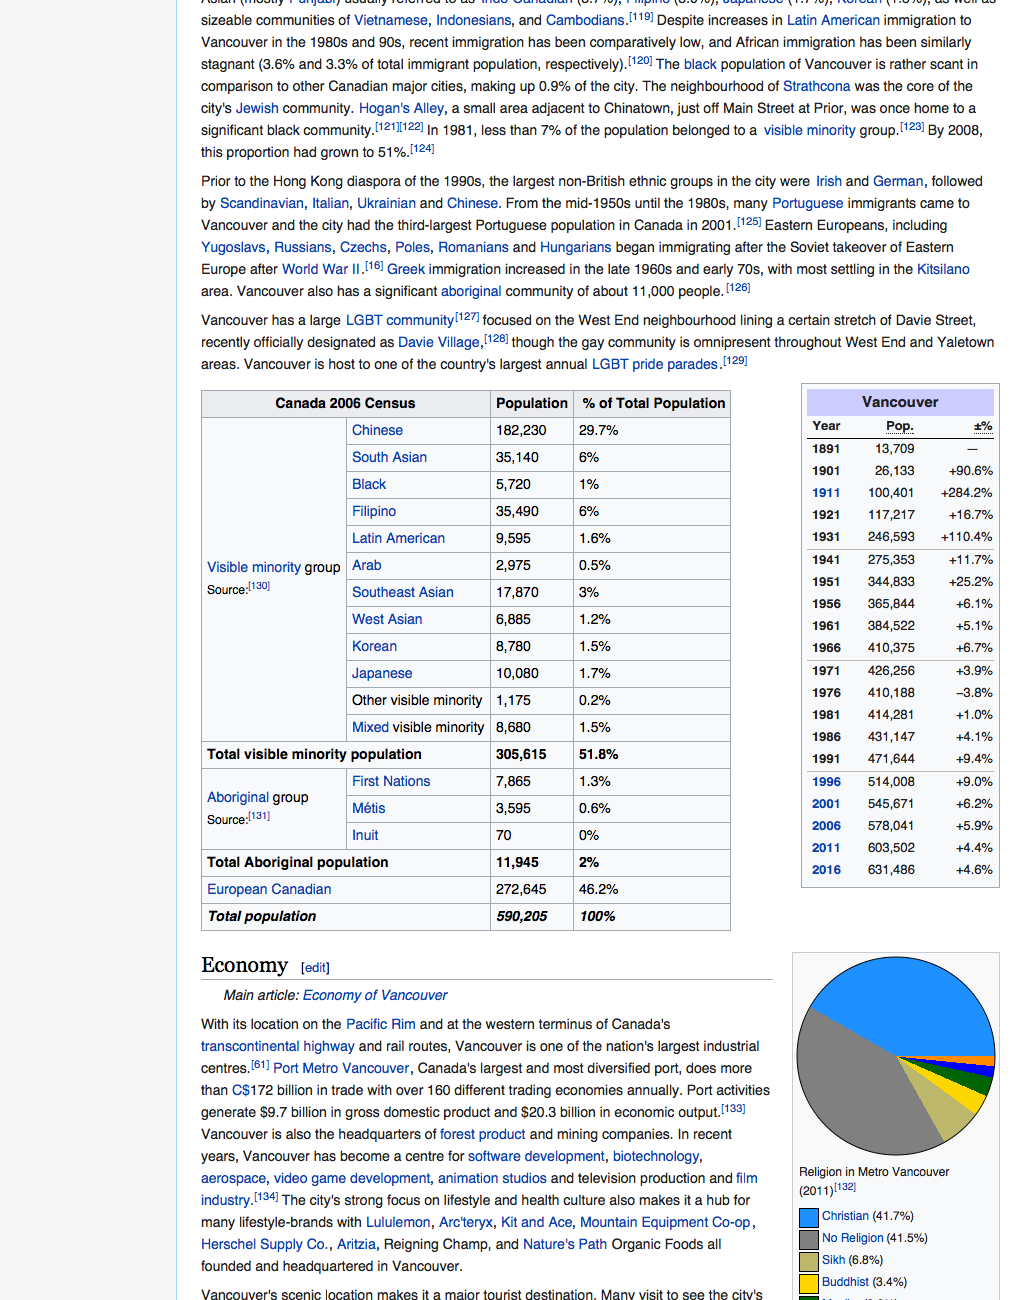 sizeable communities of Vietnamese, Indonesians, and Cambodians.[119] Despite increases in Latin American immigration to
Vancouver in the 1980s and 90s, recent immigration has been comparatively low, and African immigration has been similarly
stagnant (3.6% and 3.3% of total immigrant population, respectively).[120] The black population of Vancouver is rather scant in
comparison to other Canadian major cities, making up 0.9% of the city. The neighbourhood of Strathcona was the core of the
city's Jewish community. Hogan's Alley, a small area adjacent to Chinatown, just off Main Street at Prior, was once home to a
significant black community.[121][122] In 1981, less than 7% of the population belonged to a visible minority group.[123] By 2008,
this proportion had grown to 51%.[124]
Prior to the Hong Kong diaspora of the 1990s, the largest non-British ethnic groups in the city were Irish and German, followed
by Scandinavian, Italian, Ukrainian and Chinese. From the mid-1950s until the 1980s, many Portuguese immigrants came to
Vancouver and the city had the third-largest Portuguese population in Canada in 2001.[125] Eastern Europeans, including
Yugoslavs, Russians, Czechs, Poles, Romanians and Hungarians began immigrating after the Soviet takeover of Eastern
Europe after World War II.[16] Greek immigration increased in the late 1960s and early 70s, with most settling in the Kitsilano
area. Vancouver also has a significant aboriginal community of about 11,000 people.[126]
Vancouver has a large LGBT community[127] focused on the West End neighbourhood lining a certain stretch of Davie Street,
recently officially designated as Davie Village,[128] though the gay community is omnipresent throughout West End and Yaletown
areas. Vancouver is host to one of the country's largest annual LGBT pride parades.[129]
Canada 2006 Census Population % of Total Population
Visible minority group
Source:[130]
Chinese 182,230 29.7%
South Asian 35,140 6%
Black 5,720 1%
Filipino 35,490 6%
Latin American 9,595 1.6%
Arab 2,975 0.5%
Southeast Asian 17,870 3%
West Asian 6,885 1.2%
Korean 8,780 1.5%
Japanese 10,080 1.7%
Other visible minority 1,175 0.2%
Mixed visible minority 8,680 1.5%
Total visible minority population 305,615 51.8%
Aboriginal group
Source:[131]
First Nations 7,865 1.3%
Métis 3,595 0.6%
Inuit 70 0%
Total Aboriginal population 11,945 2%
European Canadian 272,645 46.2%
Total population 590,205 100%
Vancouver
Year Pop. ±%
1891 13,709 —
1901 26,133 +90.6%
1911 100,401 +284.2%
1921 117,217 +16.7%
1931 246,593 +110.4%
1941 275,353 +11.7%
1951 344,833 +25.2%
1956 365,844 +6.1%
1961 384,522 +5.1%
1966 410,375 +6.7%
1971 426,256 +3.9%
1976 410,188 −3.8%
1981 414,281 +1.0%
1986 431,147 +4.1%
1991 471,644 +9.4%
1996 514,008 +9.0%
2001 545,671 +6.2%
2006 578,041 +5.9%
2011 603,502 +4.4%
2016 631,486 +4.6%
Economy [edit]
Main article: Economy of Vancouver
With its location on the Pacific Rim and at the western terminus of Canada's
transcontinental highway and rail routes, Vancouver is one of the nation's largest industrial
centres.[61] Port Metro Vancouver, Canada's largest and most diversified port, does more
than C$172 billion in trade with over 160 different trading economies annually. Port activities
generate $9.7 billion in gross domestic product and $20.3 billion in economic output.[133]
Vancouver is also the headquarters of forest product and mining companies. In recent
years, Vancouver has become a centre for software development, biotechnology,
aerospace, video game development, animation studios and television production and film
industry.[134] The city's strong focus on lifestyle and health culture also makes it a hub for
many lifestyle-brands with Lululemon, Arc'teryx, Kit and Ace, Mountain Equipment Co-op,
Herschel Supply Co., Aritzia, Reigning Champ, and Nature's Path Organic Foods all
founded and headquartered in Vancouver.
Vancouver's scenic location makes it a major tourist destination. Many visit to see the city's
Religion in Metro Vancouver
(2011)[132]
Christian (41.7%)
No Religion (41.5%)
Sikh (6.8%)
Buddhist (3.4%)